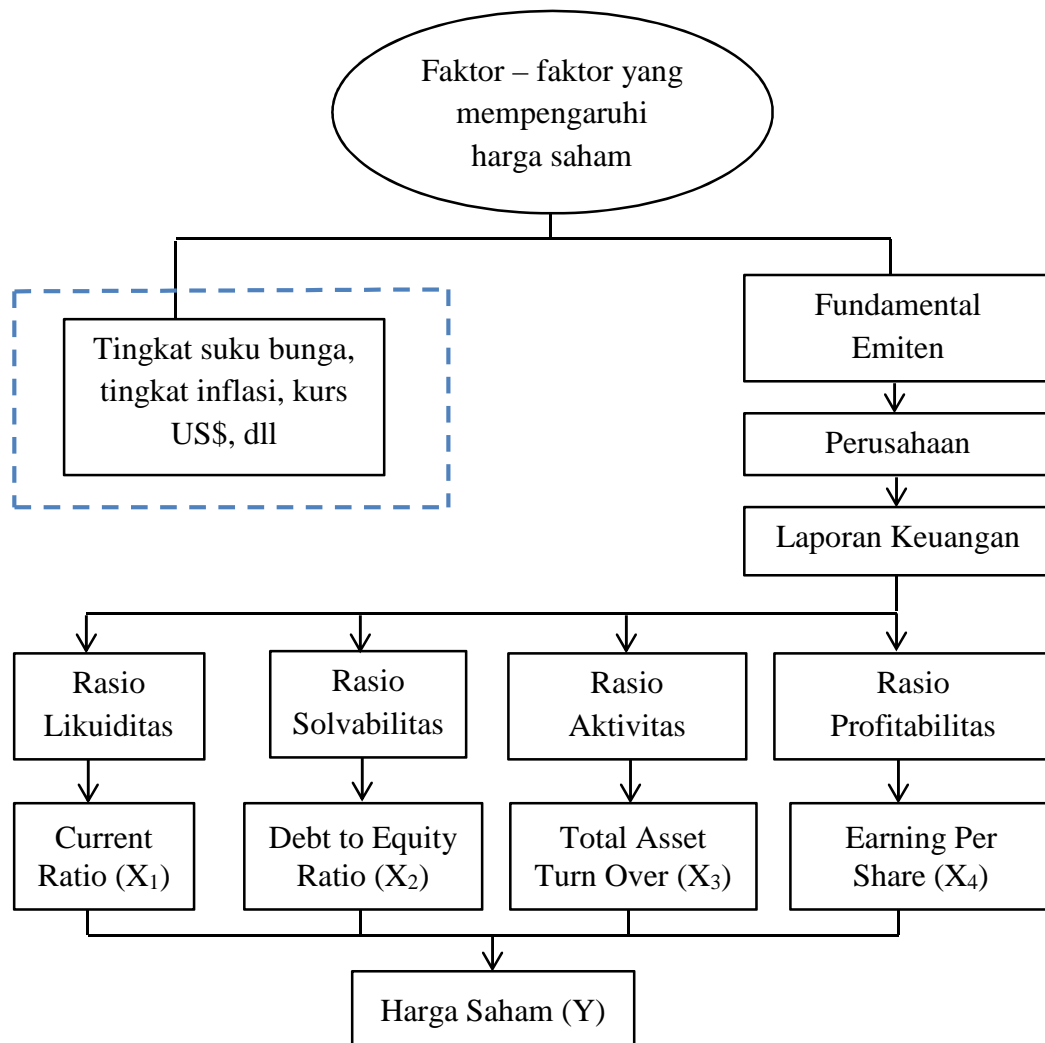 Faktor – faktor yang
mempengaruhi
harga saham
Tingkat suku bunga,
tingkat inflasi, kurs
US$, dll
Fundamental
Emiten
Perusahaan
Laporan Keuangan
Rasio
Likuiditas
Rasio
Solvabilitas
Rasio
Aktivitas
Rasio
Profitabilitas
Current
Ratio (X₁)
Debt to Equity
Ratio (X₂)
Total Asset
Turn Over (X₃)
Earning Per
Share (X₄)
Harga Saham (Y)